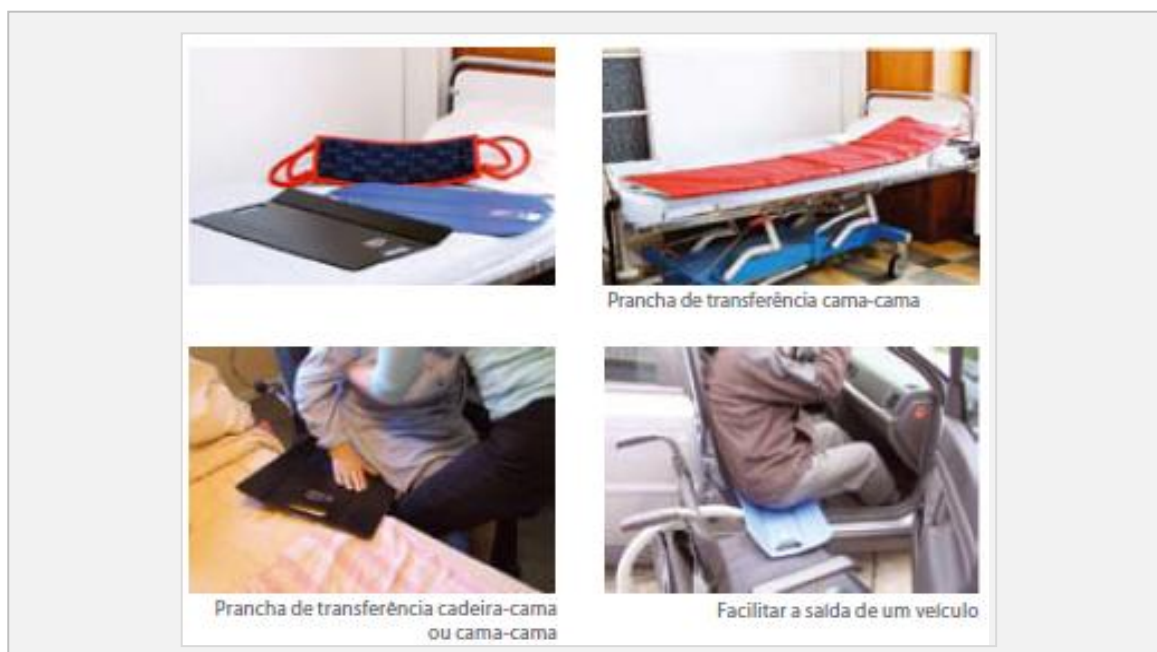 Prancha de transferência cama-cama
Prancha de transferência cadeira-cama
ou cama-cama
Facilitar a saída de um veículo